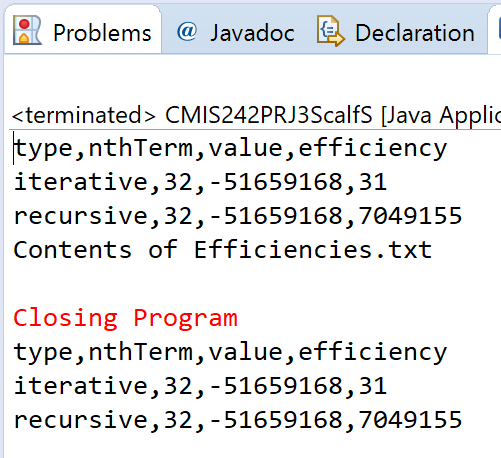 Problems Javadoc Declaration
<terminated> CMIS242PRJ3ScalfS [Java Applic
type,nthTerm,value,efficiency
iterative,32,-51659168,31
recursive,32,-51659168,7049155
Contents of Efficiencies.txt
Closing Program
type,nthTerm,value,efficiency
iterative,32,-51659168,31
recursive,32,-51659168,7049155